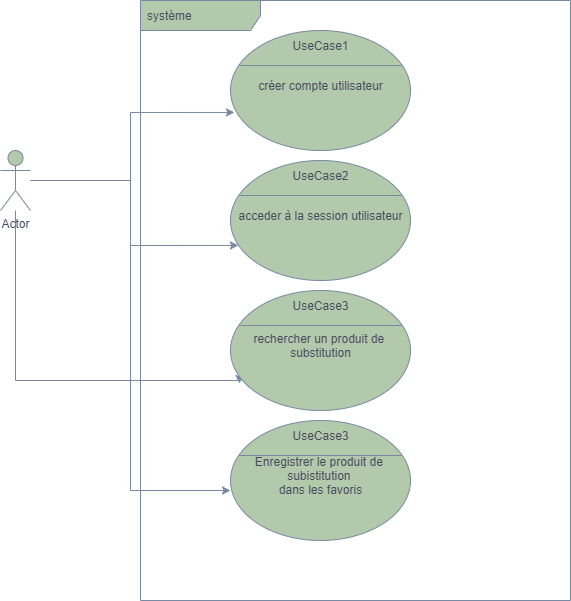 système
UseCase1
créer compte utilisateur
UseCase2
acceder à la session utilisateur
Actor
UseCase3
rechercher un produit de
substitution
UseCase3
Enregistrer le produit de
subistitution
dans les favoris